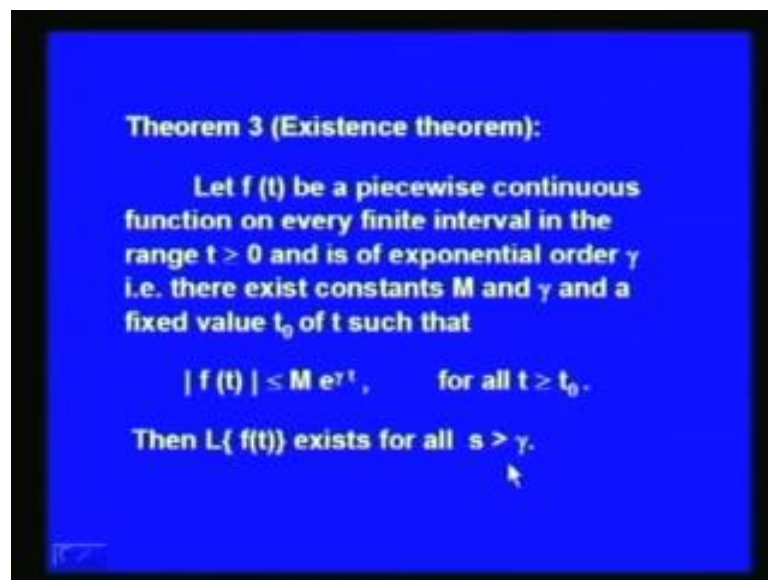 Theorem 3 (Existence theorem):
Let f (t) be a piecewise continuous
function on every finite interval in the
range t > 0 and is of exponential order γ
i.e. there exist constants M and γ and a
fixed value t₀ of t such that
| f (t) | ≤ M e^γ t , for all t ≥ t₀ .
Then L{ f(t)} exists for all s > γ.